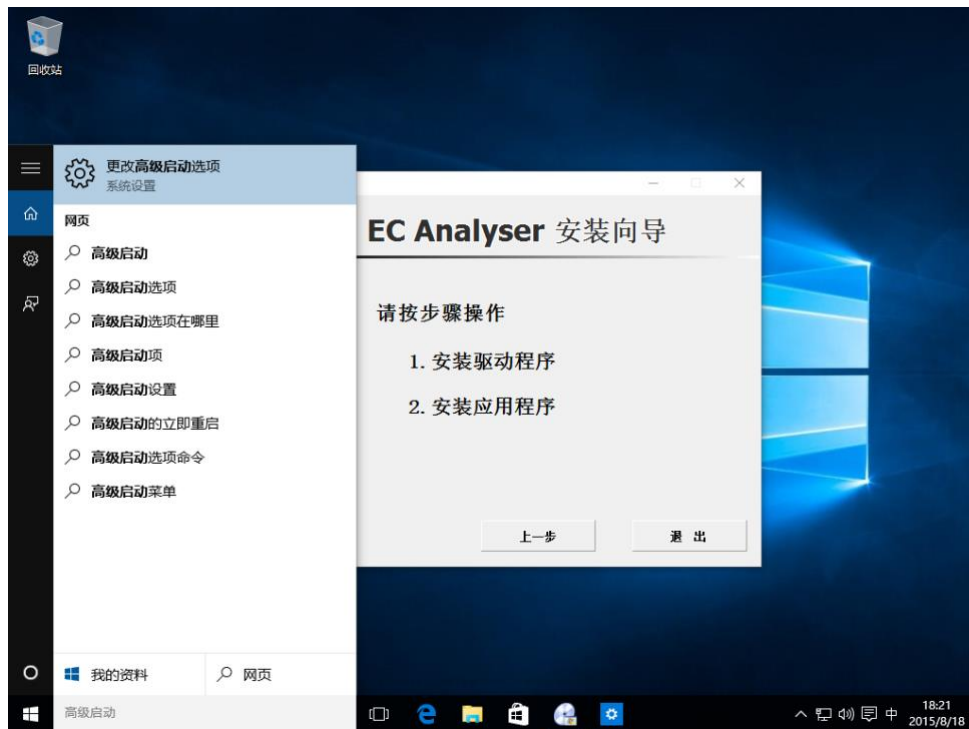 回收站
更改高级启动选项
系统设置
网页
高级启动
高级启动选项
高级启动选项在哪里
高级启动项
高级启动设置
高级启动的立即重启
高级启动选项命令
高级启动菜单
我的资料
网页
高级启动
EC Analyser 安装向导
请按步骤操作
1. 安装驱动程序
2. 安装应用程序
上一步
退 出
中
18:21
2015/8/18